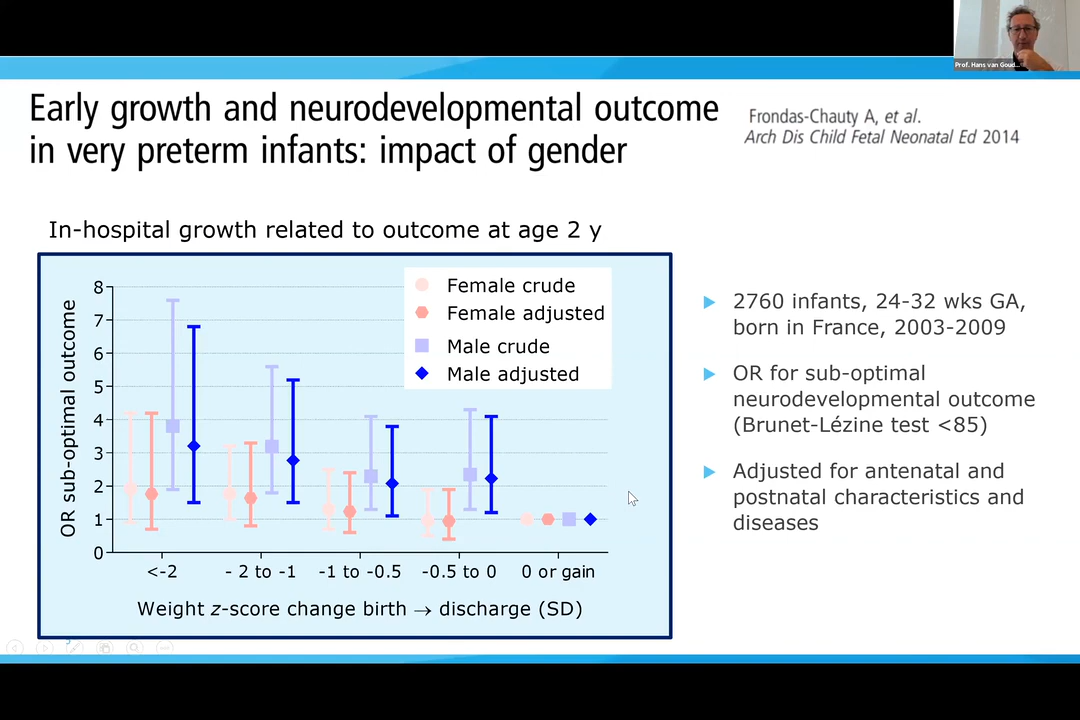 Prof. Hans van Goud...
Early growth and neurodevelopmental outcome
in very preterm infants: impact of gender
Frondas-Chauty A, et al.
Arch Dis Child Fetal Neonatal Ed 2014
In-hospital growth related to outcome at age 2 y
OR sub-optimal outcome
8
7
6
5
4
3
2
1
0
Female crude
Female adjusted
Male crude
Male adjusted
<-2
- 2 to -1
-1 to -0.5
-0.5 to 0
0 or gain
Weight z-score change birth → discharge (SD)
2760 infants, 24-32 wks GA,
born in France, 2003-2009
OR for sub-optimal
neurodevelopmental outcome
(Brunet-Lézine test <85)
Adjusted for antenatal and
postnatal characteristics and
diseases